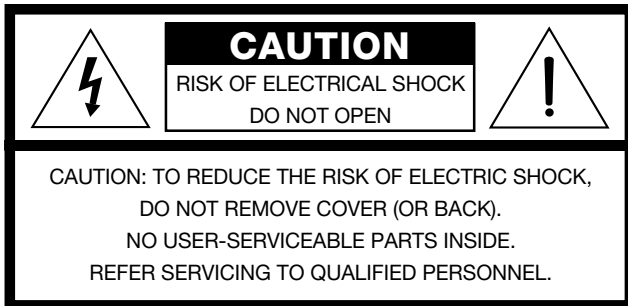 CAUTION
RISK OF ELECTRICAL SHOCK
DO NOT OPEN
CAUTION: TO REDUCE THE RISK OF ELECTRIC SHOCK,
DO NOT REMOVE COVER (OR BACK).
NO USER-SERVICEABLE PARTS INSIDE.
REFER SERVICING TO QUALIFIED PERSONNEL.